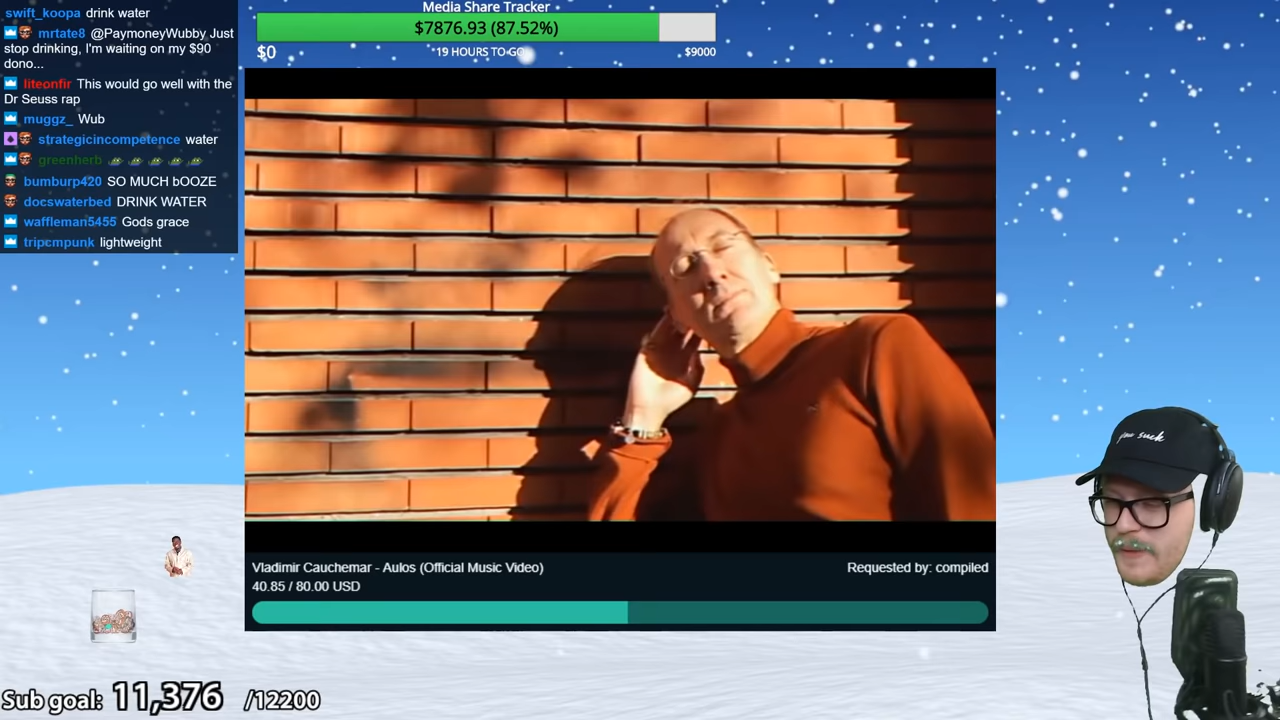 swift_koopa drink water
mrtate8 @PaymoneyWubby Just
stop drinking, I'm waiting on my $90
dono...
liteonfir This would go well with the
Dr Seuss rap
muggz_ Wub
strategicincompetence water
greenherb
bumburp420 SO MUCH bOOZE
docswaterbed DRINK WATER
waffleman5455 Gods grace
tripcmpunk lightweight
Media Share Tracker
$7876.93 (87.52%)
$0 *19 HOURS TO GO* $9000
you suck
Vladimir Cauchemar - Aulos (Official Music Video) Requested by: compiled
40.85 / 80.00 USD
Sub goal: 11,376 /12200